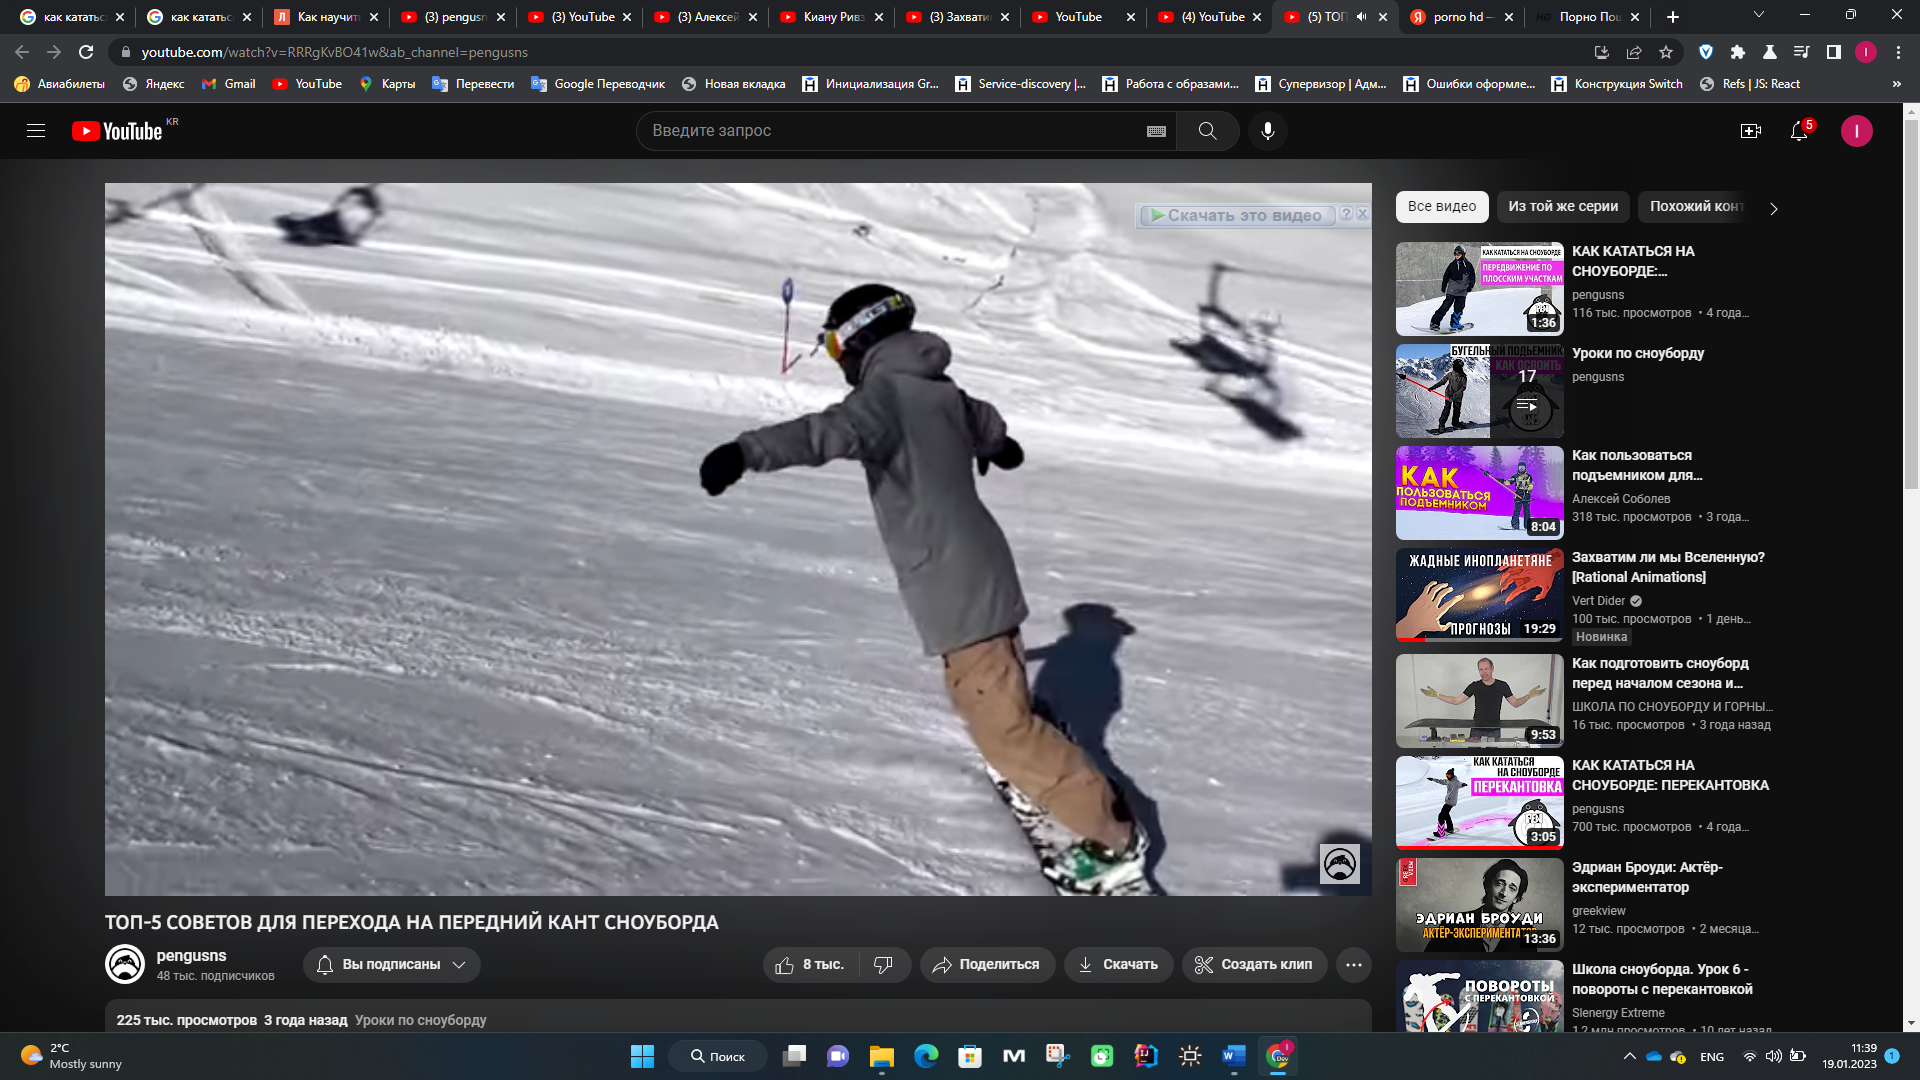 как кататьс
как кататьс
Как научит
(3) pengusn
(3) YouTube
(3) Алексей
Киану Ривз
(3) Захвати
YouTube
(4) YouTube
(5) ТОП
porno hd —
Порно Пош
youtube.com/watch?v=RRRgKvBO41w&ab_channel=pengusns
Авиабилеты
Яндекс
Gmail
YouTube
Карты
Перевести
Google Переводчик
Новая вкладка
Инициализация Gr...
Service-discovery |...
Работа с образами...
Супервизор | Адм...
Ошибки оформле...
Конструкция Switch
Refs | JS: React
YouTube KR
Введите запрос
5
I
Скачать это видео
Все видео
Из той же серии
Похожий конт
КАК КАТАТЬСЯ НА СНОУБОРДЕ
ПЕРЕДВИЖЕНИЕ ПО
ПЛОССКИМ УЧАСТКАМ
1:36
КАК КАТАТЬСЯ НА
СНОУБОРДЕ:...
pengusns
116 тыс. просмотров • 4 года...
БУГЕЛЬНЫЙ ПОДЪЕМНИК
КАК ОСВОИТЬ
17
Уроки по сноуборду
pengusns
КАК
ПОЛЬЗОВАТЬСЯ
ПОДЪЕМНИКОМ
8:04
Как пользоваться
подъемником для...
Алексей Соболев
318 тыс. просмотров • 3 года...
ЖАДНЫЕ ИНОПЛАНЕТЯНЕ
ПРОГНОЗЫ
19:29
Захватим ли мы Вселенную?
[Rational Animations]
Vert Dider
100 тыс. просмотров • 1 день...
Новинка
9:53
Как подготовить сноуборд
перед началом сезона и...
ШКОЛА ПО СНОУБОРДУ И ГОРНЫ...
16 тыс. просмотров • 3 года назад
КАК КАТАТЬСЯ
НА СНОУБОРДЕ
ПЕРЕКАНТОВКА
3:05
КАК КАТАТЬСЯ НА
СНОУБОРДЕ: ПЕРЕКАНТОВКА
pengusns
700 тыс. просмотров • 4 года...
ЭДРИАН БРОУДИ
АКТЁР-ЭКСПЕРИМЕНТАТОР
13:36
Эдриан Броуди: Актёр-
экспериментатор
greekview
12 тыс. просмотров • 2 месяца...
ПОВОРОТЫ
С ПЕРЕКАНТОВКОЙ
Школа сноуборда. Урок 6 -
повороты с перекантовкой
Slenergy Extreme
1,2 млн просмотров • 10 лет назад
ТОП-5 СОВЕТОВ ДЛЯ ПЕРЕХОДА НА ПЕРЕДНИЙ КАНТ СНОУБОРДА
pengusns
48 тыс. подписчиков
Вы подписаны
8 тыс.
Поделиться
Скачать
Создать клип
225 тыс. просмотров 3 года назад Уроки по сноуборду
2°C
Mostly sunny
Поиск
ENG
11:39
19.01.2023
1